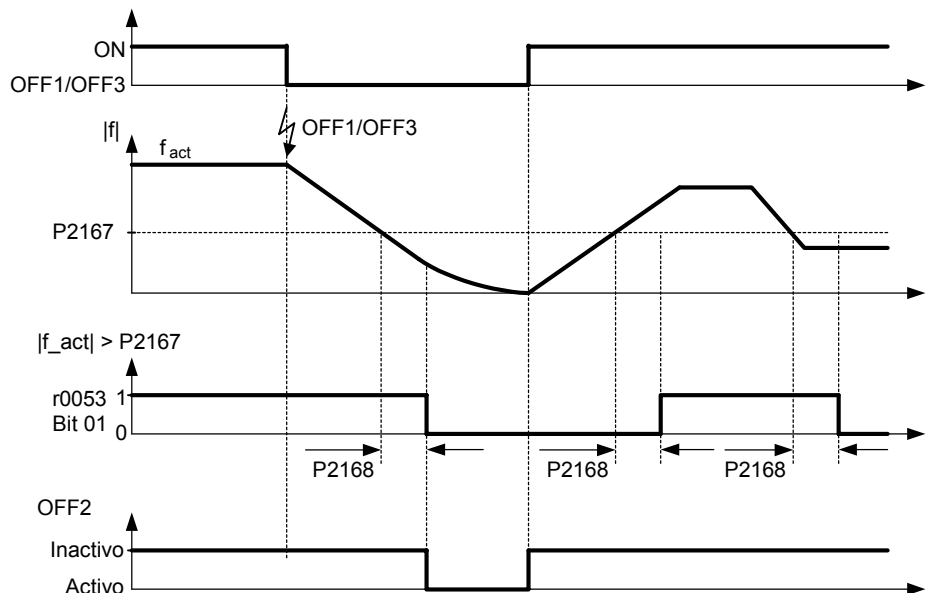 ON
OFF1/OFF3
OFF1/OFF3
|f|
f act
P2167
|f_act| > P2167
r0053 1
Bit 01
0
P2168 P2168 P2168
OFF2
Inactivo
Activo